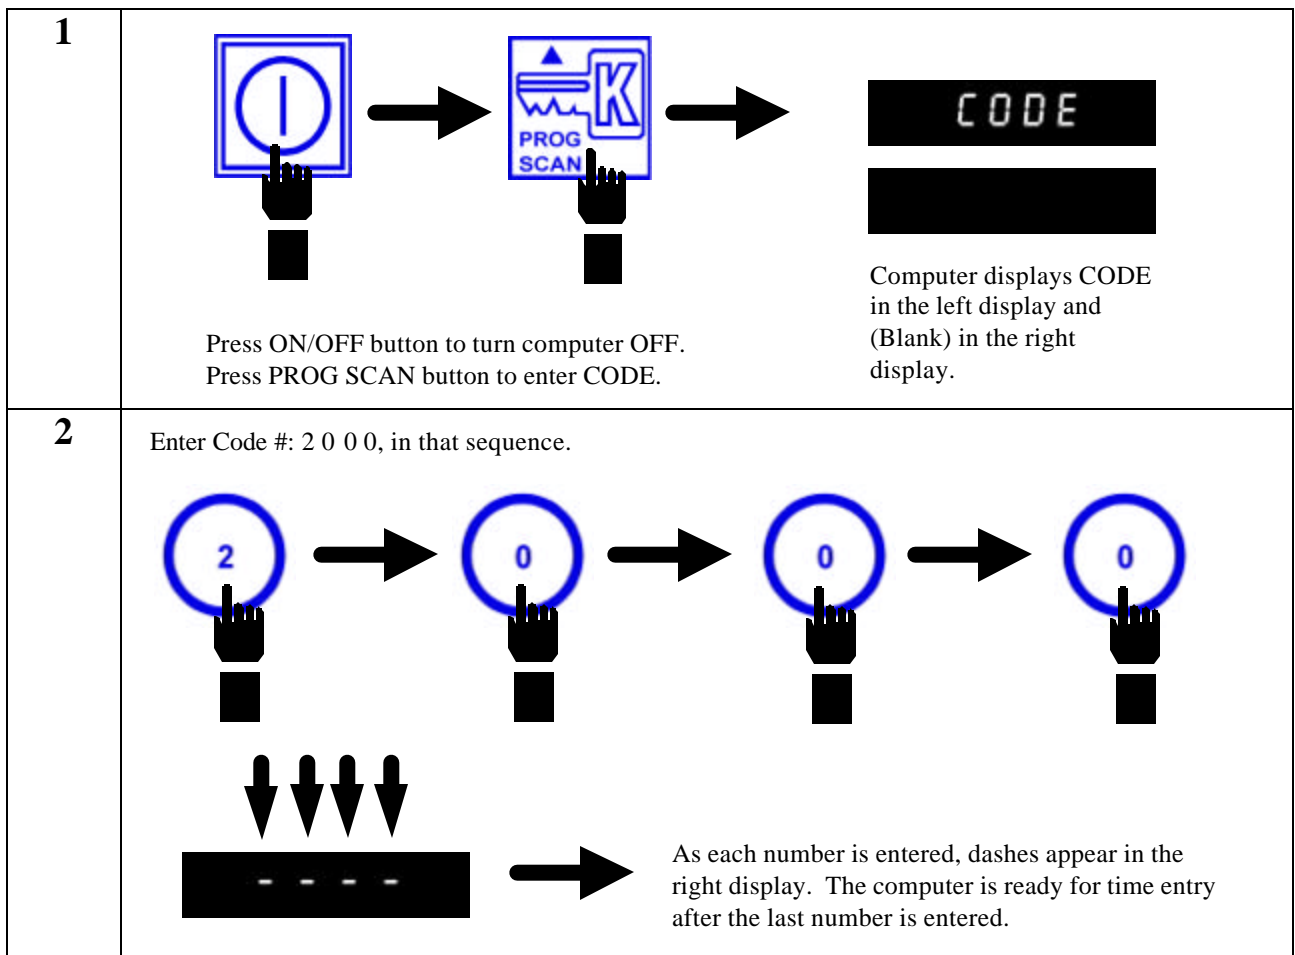 1
PROG
SCAN
K
CODE
Computer displays CODE
in the left display and
(Blank) in the right
display.
Press ON/OFF button to turn computer OFF.
Press PROG SCAN button to enter CODE.
2
Enter Code #: 2 0 0 0, in that sequence.
2
0
0
0
- - - -
As each number is entered, dashes appear in the
right display.  The computer is ready for time entry
after the last number is entered.